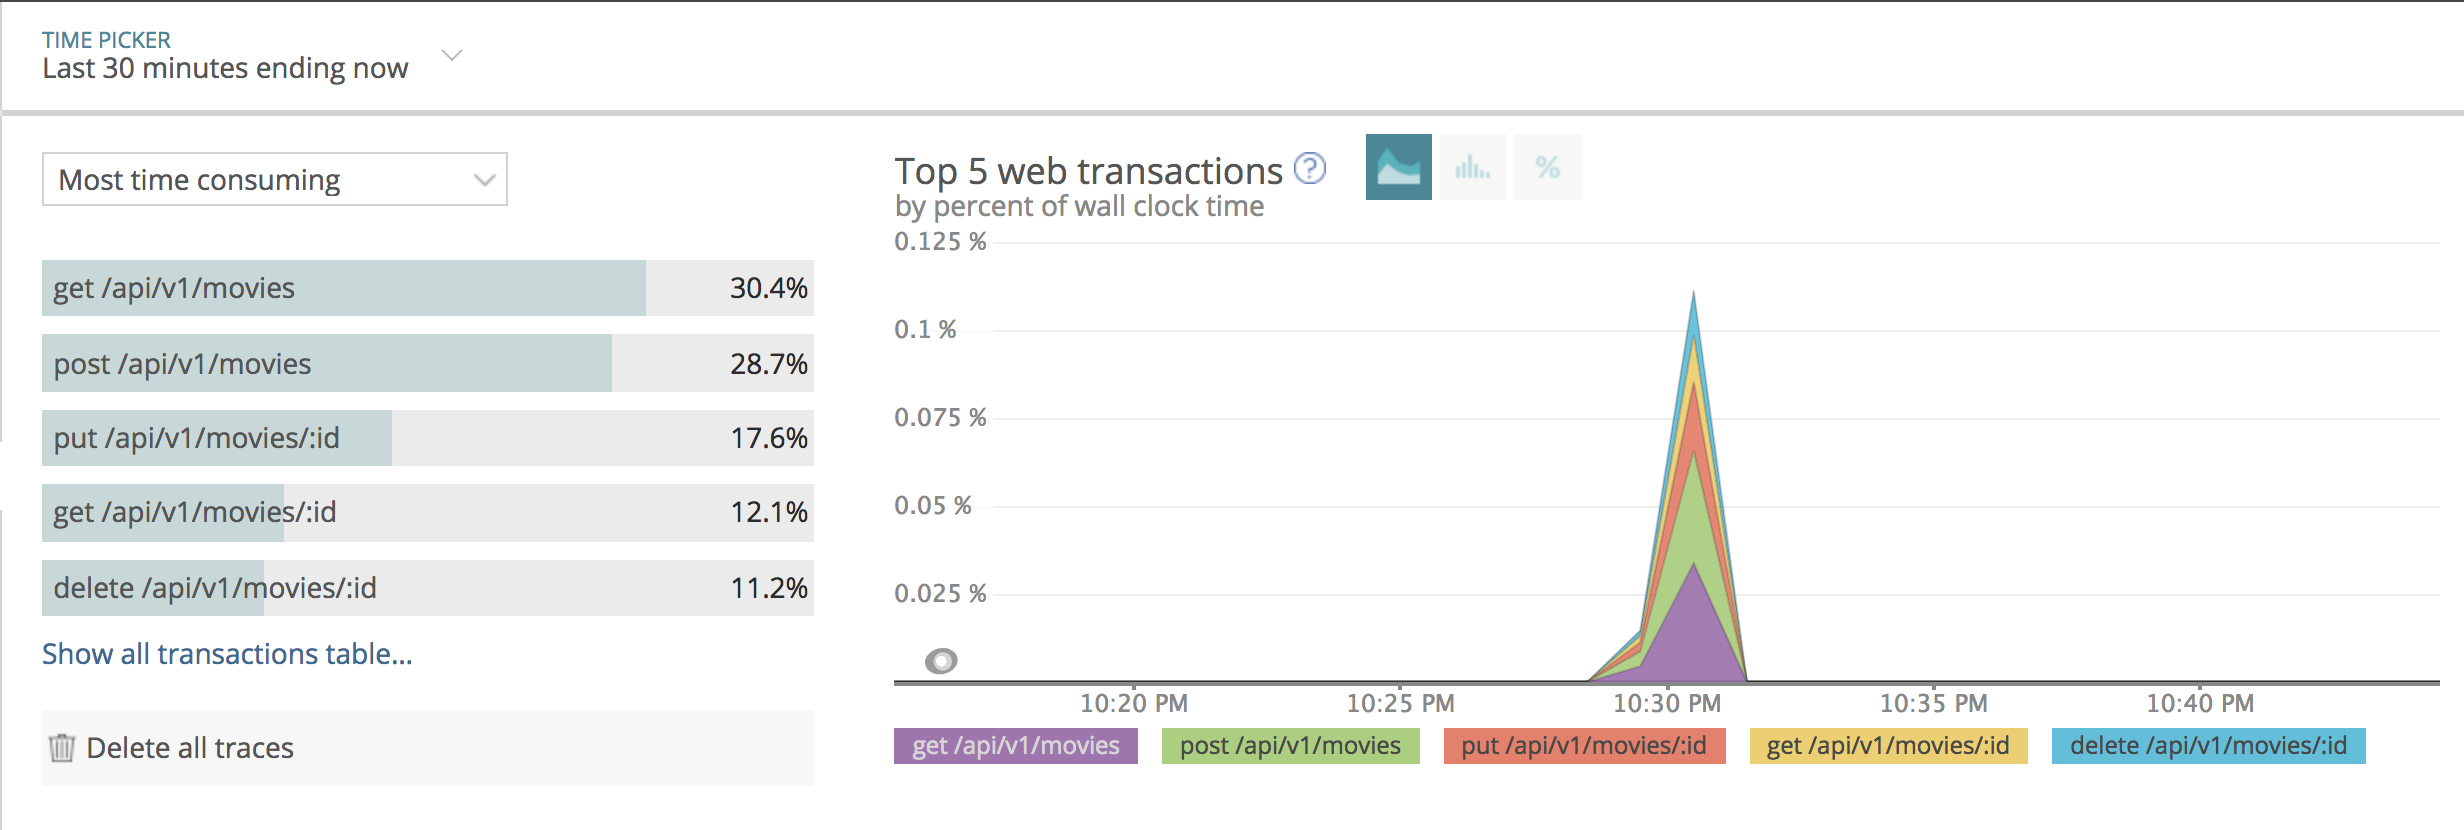 TIME PICKER
Last 30 minutes ending now
Most time consuming
get /api/v1/movies 30.4%
post /api/v1/movies 28.7%
put /api/v1/movies/:id 17.6%
get /api/v1/movies/:id 12.1%
delete /api/v1/movies/:id 11.2%
Show all transactions table...
Delete all traces
Top 5 web transactions ? %
by percent of wall clock time
0.125 %
0.1 %
0.075 %
0.05 %
0.025 %
10:20 PM 10:25 PM 10:30 PM 10:35 PM 10:40 PM
get /api/v1/movies post /api/v1/movies put /api/v1/movies/:id get /api/v1/movies/:id delete /api/v1/movies/:id